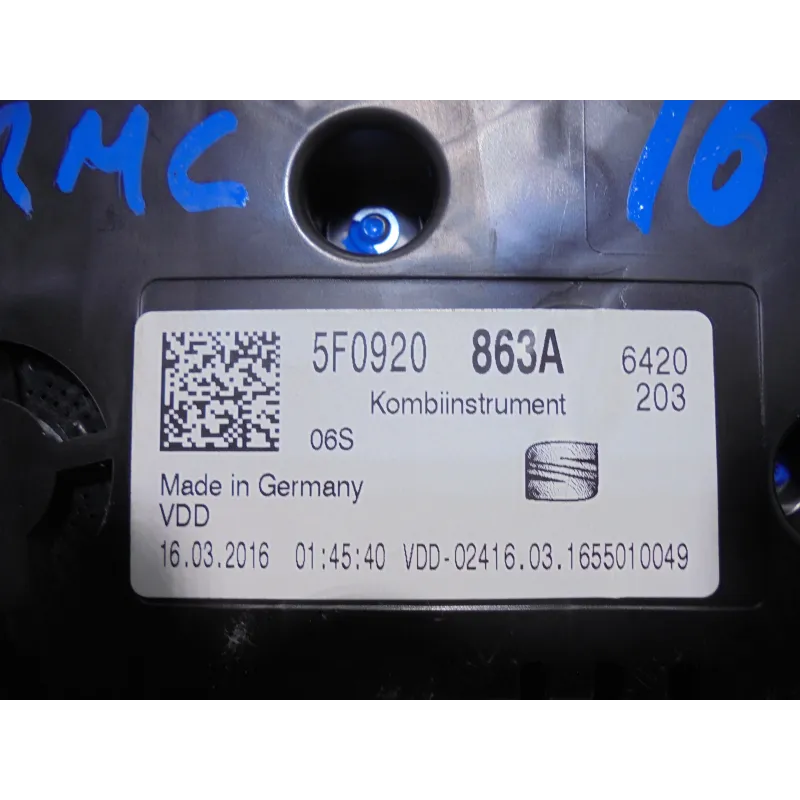 RMC 16
5F0920 863A 6420
Kombiinstrument 203
06S
Made in Germany
VDD
16.03.2016 01:45:40 VDD-02416.03.1655010049